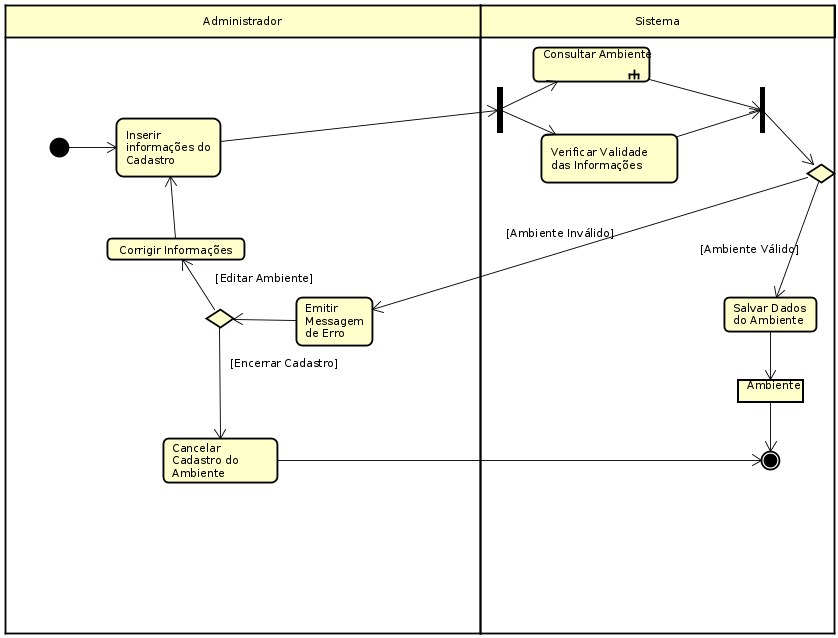 Administrador
Sistema
Consultar Ambiente
Inserir
informações do
Cadastro
Verificar Validade
das Informações
[Ambiente Inválido]
[Ambiente Válido]
Corrigir Informações
[Editar Ambiente]
Emitir
Messagem
de Erro
Salvar Dados
do Ambiente
[Encerrar Cadastro]
Ambiente
Cancelar
Cadastro do
Ambiente